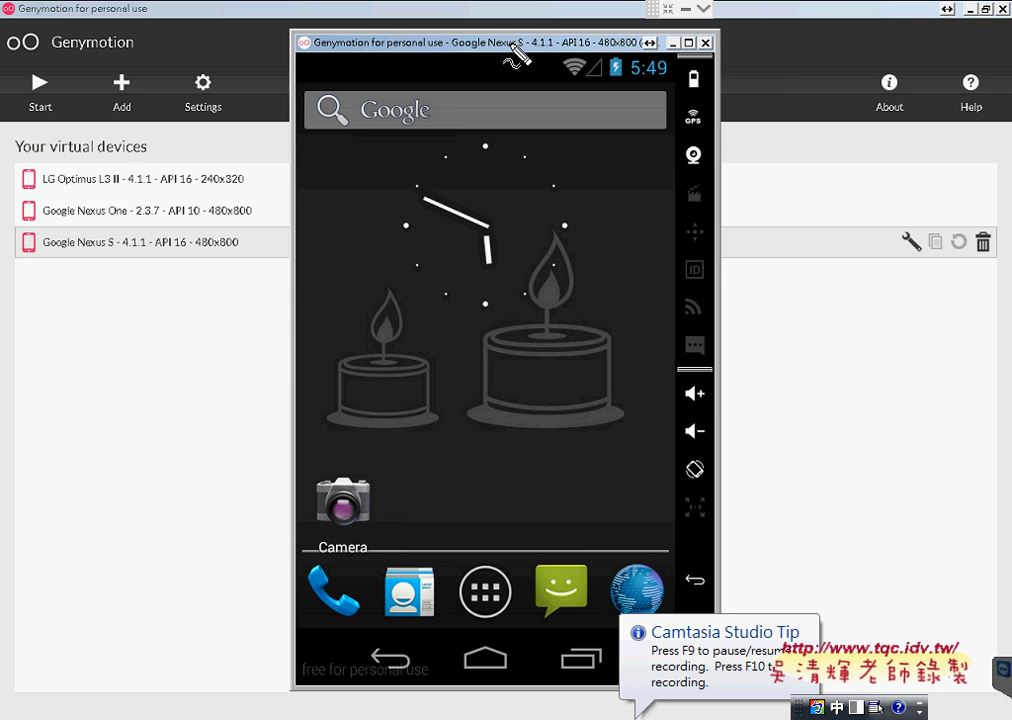 Genymotion for personal use
Genymotion
Start
Add
Settings
About
Help
Your virtual devices
LG Optimus L3 II - 4.1.1 - API 16 - 240x320
Google Nexus One - 2.3.7 - API 10 - 480x800
Google Nexus S - 4.1.1 - API 16 - 480x800
Genymotion for personal use - Google Nexus S - 4.1.1 - API 16 - 480x800 (
5:49
Google
GPS
ID
Camera
free for personal use
Camtasia Studio Tip
Press F9 to pause/resum
recording. Press F10 t
recording.
http://www.tqc.idv.tw/
吳清輝老師錄製
中